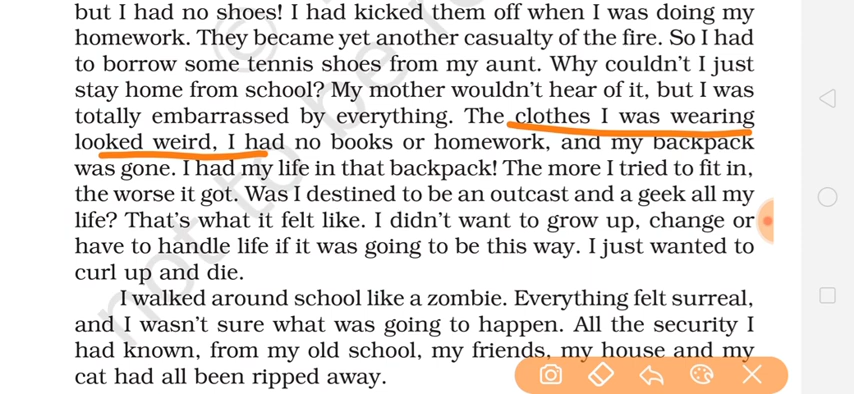 but I had no shoes! I had kicked them off when I was doing my
homework. They became yet another casualty of the fire. So I had
to borrow some tennis shoes from my aunt. Why couldn't I just
stay home from school? My mother wouldn't hear of it, but I was
totally embarrassed by everything. The clothes I was wearing
looked weird, I had no books or homework, and my backpack
was gone. I had my life in that backpack! The more I tried to fit in,
the worse it got. Was I destined to be an outcast and a geek all my
life? That's what it felt like. I didn't want to grow up, change or
have to handle life if it was going to be this way. I just wanted to
curl up and die.
I walked around school like a zombie. Everything felt surreal,
and I wasn't sure what was going to happen. All the security I
had known, from my old school, my friends, my house and my
cat had all been ripped away.